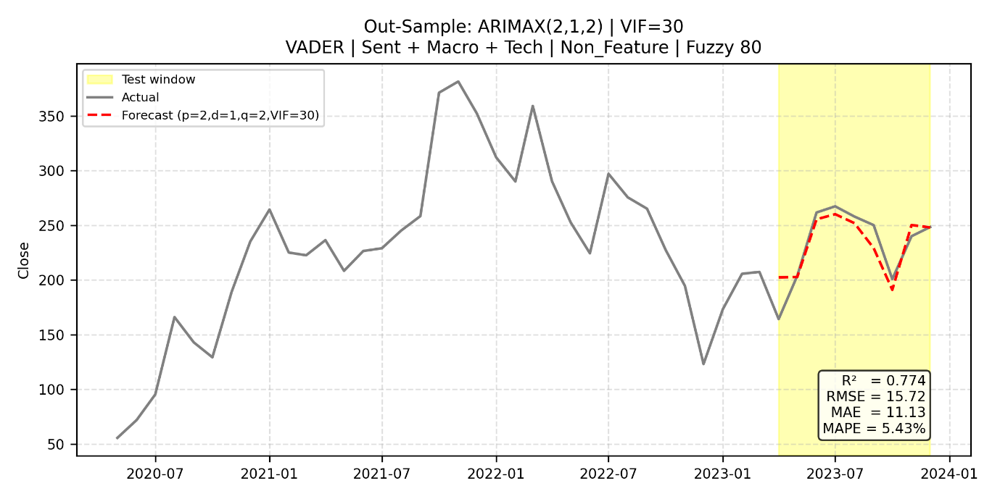 Out-Sample: ARIMAX(2,1,2) | VIF=30
VADER | Sent + Macro + Tech | Non_Feature | Fuzzy 80
Test window
Actual
Forecast (p=2,d=1,q=2,VIF=30)
Close
350
300
250
200
150
100
50
R² = 0.774
RMSE = 15.72
MAE = 11.13
MAPE = 5.43%
2020-07 2021-01 2021-07 2022-01 2022-07 2023-01 2023-07 2024-01